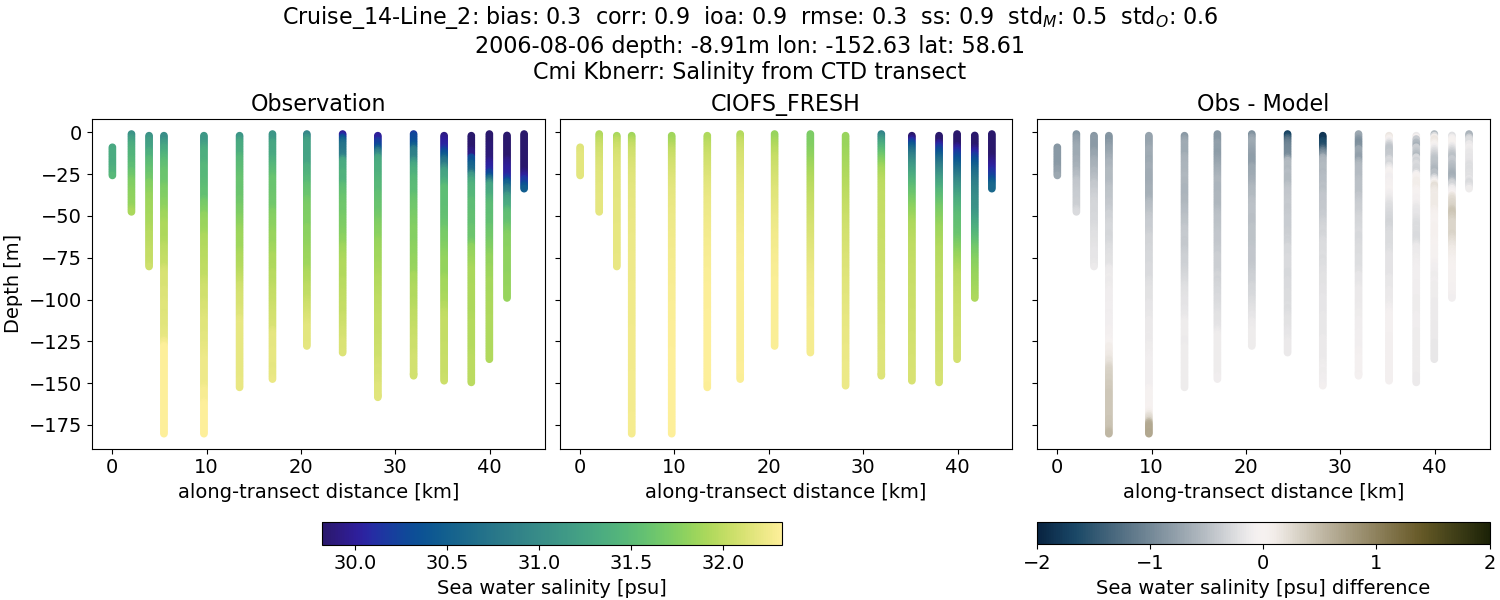 Cruise_14-Line_2: bias: 0.3 corr: 0.9 ioa: 0.9 rmse: 0.3 ss: 0.9 std_M: 0.5 std_O: 0.6
2006-08-06 depth: -8.91m lon: -152.63 lat: 58.61
Cmi Kbnerr: Salinity from CTD transect
Observation
CIOFS_FRESH
Obs - Model
Depth [m]
0
−25
−50
−75
−100
−125
−150
−175
0 10 20 30 40
0 10 20 30 40
0 10 20 30 40
along-transect distance [km]
along-transect distance [km]
along-transect distance [km]
30.0 30.5 31.0 31.5 32.0
Sea water salinity [psu]
−2 −1 0 1 2
Sea water salinity [psu] difference